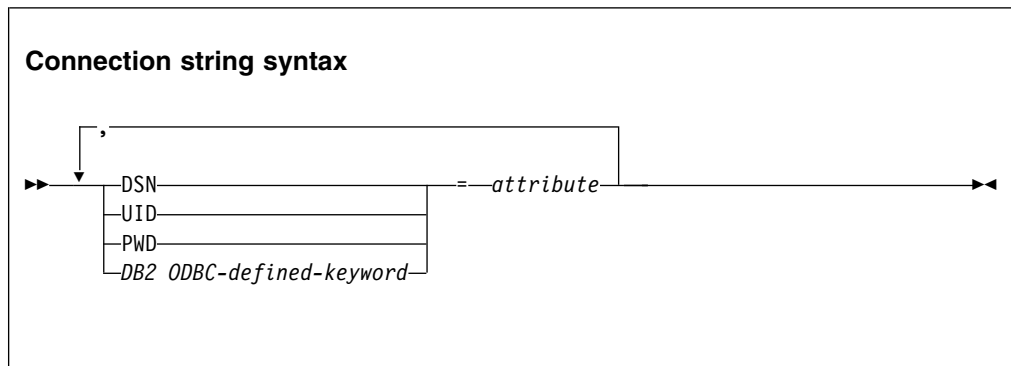 Connection string syntax
,
DSN = attribute
UID
PWD
DB2 ODBC-defined-keyword